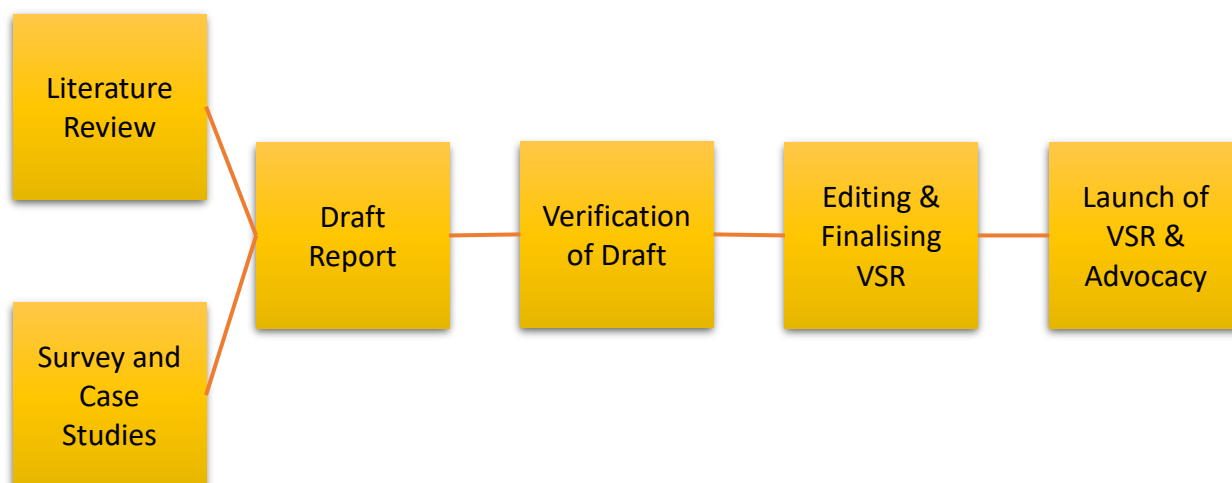 Literature
Review
Survey and
Case
Studies
Draft
Report
Verification
of Draft
Editing &
Finalising
VSR
Launch of
VSR &
Advocacy